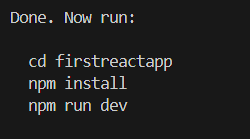 Done. Now run:
cd firstreactapp
npm install
npm run dev